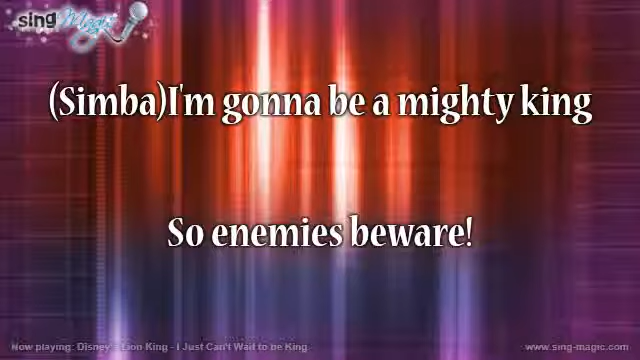 sing Magic
(Simba)I'm gonna be a mighty king
So enemies beware!
Now playing: Disney's Lion King - I Just Can't Wait to be King
www.sing-magic.com